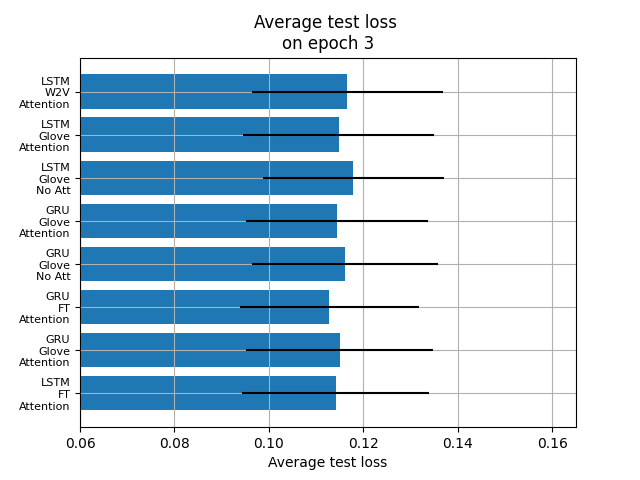 Average test loss
on epoch 3
LSTM
W2V
Attention
LSTM
Glove
Attention
LSTM
Glove
No Att
GRU
Glove
Attention
GRU
Glove
No Att
GRU
FT
Attention
GRU
Glove
Attention
LSTM
FT
Attention
0.06 0.08 0.10 0.12 0.14 0.16
Average test loss